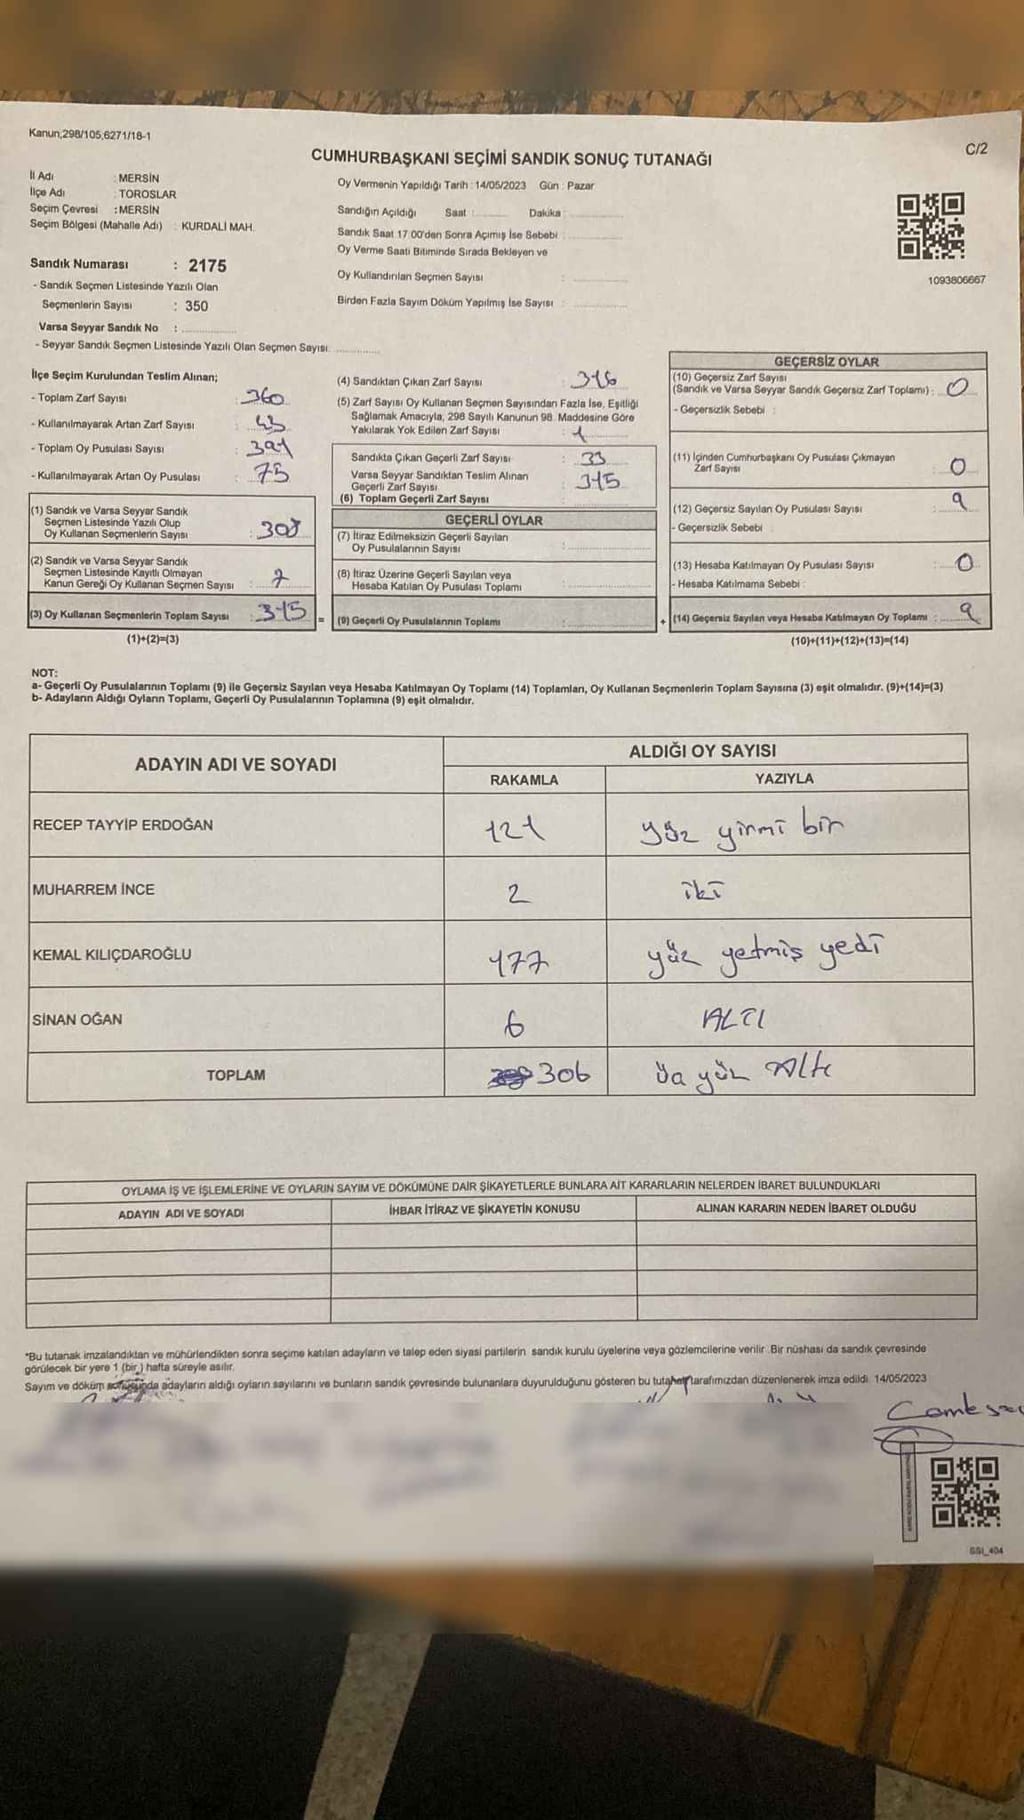 Kanun;298/105,6271/18-1
C/2
CUMHURBAŞKANI SEÇİMİ SANDIK SONUÇ TUTANAĞI
İl Adı : MERSİN
İlçe Adı : TOROSLAR
Seçim Çevresi : MERSİN
Seçim Bölgesi (Mahalle Adı) : KURDALİ MAH.
Sandık Numarası : 2175
- Sandık Seçmen Listesinde Yazılı Olan
Seçmenlerin Sayısı : 350
Varsa Seyyar Sandık No :
- Seyyar Sandık Seçmen Listesinde Yazılı Olan Seçmen Sayısı:
Oy Vermenin Yapıldığı Tarih : 14/05/2023 Gün : Pazar
Sandığın Açıldığı Saat : Dakika :
Sandık Saat 17:00'den Sonra Açımış İse Sebebi :
Oy Verme Saati Bitiminde Sırada Bekleyen ve
Oy Kullandırılan Seçmen Sayısı :
Birden Fazla Sayım Döküm Yapılmış İse Sayısı :
1093806667
İlçe Seçim Kurulundan Teslim Alınan;
- Toplam Zarf Sayısı : 360
- Kullanılmayarak Artan Zarf Sayısı : 43
- Toplam Oy Pusulası Sayısı : 391
- Kullanılmayarak Artan Oy Pusulası : 75
(1) Sandık ve Varsa Seyyar Sandık
Seçmen Listesinde Yazılı Olup
Oy Kullanan Seçmenlerin Sayısı : 308
(2) Sandık ve Varsa Seyyar Sandık
Seçmen Listesinde Kayıtlı Olmayan
Kanun Gereği Oy Kullanan Seçmen Sayısı : 7
(3) Oy Kullanan Seçmenlerin Toplam Sayısı : 315
(1)+(2)=(3)
(4) Sandıktan Çıkan Zarf Sayısı : 316
(5) Zarf Sayısı Oy Kullanan Seçmen Sayısından Fazla İse, Eşitliği
Sağlamak Amacıyla, 298 Sayılı Kanunun 98. Maddesine Göre
Yakılarak Yok Edilen Zarf Sayısı : 1
Sandıkta Çıkan Geçerli Zarf Sayısı : 33
Varsa Seyyar Sandıktan Teslim Alınan
Geçerli Zarf Sayısı : 315
(6) Toplam Geçerli Zarf Sayısı
GEÇERLİ OYLAR
(7) İtiraz Edilmeksizin Geçerli Sayılan
Oy Pusulalarının Sayısı :
(8) İtiraz Üzerine Geçerli Sayılan veya
Hesaba Katılan Oy Pusulası Toplamı :
= (9) Geçerli Oy Pusulalarının Toplamı :
GEÇERSİZ OYLAR
(10) Geçersiz Zarf Sayısı
(Sandık ve Varsa Seyyar Sandık Geçersiz Zarf Toplamı) : 0
- Geçersizlik Sebebi :
(11) İçinden Cumhurbaşkanı Oy Pusulası Çıkmayan
Zarf Sayısı : 0
(12) Geçersiz Sayılan Oy Pusulası Sayısı : 9
- Geçersizlik Sebebi :
(13) Hesaba Katılmayan Oy Pusulası Sayısı : 0
- Hesaba Katılmama Sebebi :
+ (14) Geçersiz Sayılan veya Hesaba Katılmayan Oy Toplamı : 9
(10)+(11)+(12)+(13)=(14)
NOT:
a- Geçerli Oy Pusulalarının Toplamı (9) ile Geçersiz Sayılan veya Hesaba Katılmayan Oy Toplamı (14) Toplamları, Oy Kullanan Seçmenlerin Toplam Sayısına (3) eşit olmalıdır. (9)+(14)=(3)
b- Adayların Aldığı Oyların Toplamı, Geçerli Oy Pusulalarının Toplamına (9) eşit olmalıdır.
ADAYIN ADI VE SOYADI ALDIĞI OY SAYISI
RAKAMLA YAZIYLA
RECEP TAYYİP ERDOĞAN 121 yüz yirmi bir
MUHARREM İNCE 2 iki
KEMAL KILIÇDAROĞLU 177 yüz yetmiş yedi
SİNAN OĞAN 6 ALTI
TOPLAM 306 Üç yüz Altı
OYLAMA İŞ VE İŞLEMLERİNE VE OYLARIN SAYIM VE DÖKÜMÜNE DAİR ŞİKAYETLERLE BUNLARA AİT KARARLARIN NELERDEN İBARET BULUNDUKLARI
ADAYIN ADI VE SOYADI İHBAR İTİRAZ VE ŞİKAYETİN KONUSU ALINAN KARARIN NEDEN İBARET OLDUĞU
*Bu tutanak imzalandıktan ve mühürlendikten sonra seçime katılan adayların ve talep eden siyasi partilerin sandık kurulu üyelerine veya gözlemcilerine verilir. Bir nüshası da sandık çevresinde
görülecek bir yere 1 (bir ) hafta süreyle asılır.
Sayım ve döküm sonucunda adayların aldığı oyların sayılarını ve bunların sandık çevresinde bulunanlara duyurulduğunu gösteren bu tutanak tarafımızdan düzenlenerek imza edildi. 14/05/2023
GSI_404